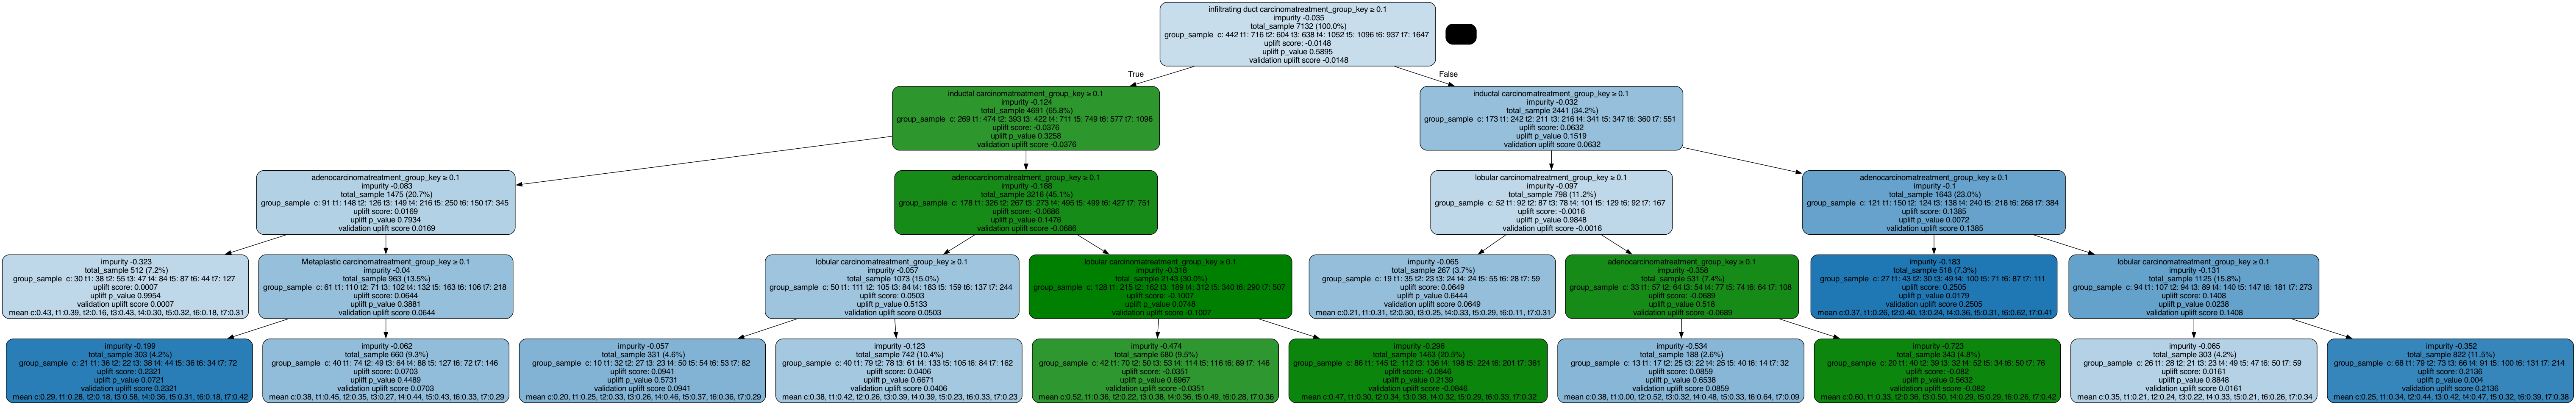 infiltrating duct carcinomatreatment_group_key ≥ 0.1
impurity -0.035
total_sample 7132 (100.0%)
group_sample c: 442 t1: 716 t2: 604 t3: 638 t4: 1052 t5: 1096 t6: 937 t7: 1647
uplift score: -0.0148
uplift p_value 0.5895
validation uplift score -0.0148
True
False
inductal carcinomatreatment_group_key ≥ 0.1
impurity -0.124
total_sample 4691 (65.8%)
group_sample c: 269 t1: 474 t2: 393 t3: 422 t4: 711 t5: 749 t6: 577 t7: 1096
uplift score: -0.0376
uplift p_value 0.3258
validation uplift score -0.0376
inductal carcinomatreatment_group_key ≥ 0.1
impurity -0.032
total_sample 2441 (34.2%)
group_sample c: 173 t1: 242 t2: 211 t3: 216 t4: 341 t5: 347 t6: 360 t7: 551
uplift score: 0.0632
uplift p_value 0.1519
validation uplift score 0.0632
adenocarcinomatreatment_group_key ≥ 0.1
impurity -0.083
total_sample 1475 (20.7%)
group_sample c: 91 t1: 148 t2: 126 t3: 149 t4: 216 t5: 250 t6: 150 t7: 345
uplift score: 0.0169
uplift p_value 0.7934
validation uplift score 0.0169
adenocarcinomatreatment_group_key ≥ 0.1
impurity -0.188
total_sample 3216 (45.1%)
group_sample c: 178 t1: 326 t2: 267 t3: 273 t4: 495 t5: 499 t6: 427 t7: 751
uplift score: -0.0686
uplift p_value 0.1476
validation uplift score -0.0686
lobular carcinomatreatment_group_key ≥ 0.1
impurity -0.097
total_sample 798 (11.2%)
group_sample c: 52 t1: 92 t2: 87 t3: 78 t4: 101 t5: 129 t6: 92 t7: 167
uplift score: -0.0016
uplift p_value 0.9848
validation uplift score -0.0016
adenocarcinomatreatment_group_key ≥ 0.1
impurity -0.1
total_sample 1643 (23.0%)
group_sample c: 121 t1: 150 t2: 124 t3: 138 t4: 240 t5: 218 t6: 268 t7: 384
uplift score: 0.1385
uplift p_value 0.0072
validation uplift score 0.1385
impurity -0.323
total_sample 512 (7.2%)
group_sample c: 30 t1: 38 t2: 55 t3: 47 t4: 84 t5: 87 t6: 44 t7: 127
uplift score: 0.0007
uplift p_value 0.9954
validation uplift score 0.0007
mean c:0.43, t1:0.39, t2:0.16, t3:0.43, t4:0.30, t5:0.32, t6:0.18, t7:0.31
Metaplastic carcinomatreatment_group_key ≥ 0.1
impurity -0.04
total_sample 963 (13.5%)
group_sample c: 61 t1: 110 t2: 71 t3: 102 t4: 132 t5: 163 t6: 106 t7: 218
uplift score: 0.0644
uplift p_value 0.3881
validation uplift score 0.0644
lobular carcinomatreatment_group_key ≥ 0.1
impurity -0.057
total_sample 1073 (15.0%)
group_sample c: 50 t1: 111 t2: 105 t3: 84 t4: 183 t5: 159 t6: 137 t7: 244
uplift score: 0.0503
uplift p_value 0.5133
validation uplift score 0.0503
lobular carcinomatreatment_group_key ≥ 0.1
impurity -0.318
total_sample 2143 (30.0%)
group_sample c: 128 t1: 215 t2: 162 t3: 189 t4: 312 t5: 340 t6: 290 t7: 507
uplift score: -0.1007
uplift p_value 0.0748
validation uplift score -0.1007
impurity -0.065
total_sample 267 (3.7%)
group_sample c: 19 t1: 35 t2: 23 t3: 24 t4: 24 t5: 55 t6: 28 t7: 59
uplift score: 0.0649
uplift p_value 0.6444
validation uplift score 0.0649
mean c:0.21, t1:0.31, t2:0.30, t3:0.25, t4:0.33, t5:0.29, t6:0.11, t7:0.31
adenocarcinomatreatment_group_key ≥ 0.1
impurity -0.358
total_sample 531 (7.4%)
group_sample c: 33 t1: 57 t2: 64 t3: 54 t4: 77 t5: 74 t6: 64 t7: 108
uplift score: -0.0689
uplift p_value 0.518
validation uplift score -0.0689
impurity -0.183
total_sample 518 (7.3%)
group_sample c: 27 t1: 43 t2: 30 t3: 49 t4: 100 t5: 71 t6: 87 t7: 111
uplift score: 0.2505
uplift p_value 0.0179
validation uplift score 0.2505
mean c:0.37, t1:0.26, t2:0.40, t3:0.24, t4:0.36, t5:0.31, t6:0.62, t7:0.41
lobular carcinomatreatment_group_key ≥ 0.1
impurity -0.131
total_sample 1125 (15.8%)
group_sample c: 94 t1: 107 t2: 94 t3: 89 t4: 140 t5: 147 t6: 181 t7: 273
uplift score: 0.1408
uplift p_value 0.0238
validation uplift score 0.1408
impurity -0.199
total_sample 303 (4.2%)
group_sample c: 21 t1: 36 t2: 22 t3: 38 t4: 44 t5: 36 t6: 34 t7: 72
uplift score: 0.2321
uplift p_value 0.0721
validation uplift score 0.2321
mean c:0.29, t1:0.28, t2:0.18, t3:0.58, t4:0.36, t5:0.31, t6:0.18, t7:0.42
impurity -0.062
total_sample 660 (9.3%)
group_sample c: 40 t1: 74 t2: 49 t3: 64 t4: 88 t5: 127 t6: 72 t7: 146
uplift score: 0.0703
uplift p_value 0.4489
validation uplift score 0.0703
mean c:0.38, t1:0.45, t2:0.35, t3:0.27, t4:0.44, t5:0.43, t6:0.33, t7:0.29
impurity -0.057
total_sample 331 (4.6%)
group_sample c: 10 t1: 32 t2: 27 t3: 23 t4: 50 t5: 54 t6: 53 t7: 82
uplift score: 0.0941
uplift p_value 0.5731
validation uplift score 0.0941
mean c:0.20, t1:0.25, t2:0.33, t3:0.26, t4:0.46, t5:0.37, t6:0.36, t7:0.29
impurity -0.123
total_sample 742 (10.4%)
group_sample c: 40 t1: 79 t2: 78 t3: 61 t4: 133 t5: 105 t6: 84 t7: 162
uplift score: 0.0406
uplift p_value 0.6671
validation uplift score 0.0406
mean c:0.38, t1:0.42, t2:0.26, t3:0.39, t4:0.39, t5:0.23, t6:0.33, t7:0.23
impurity -0.474
total_sample 680 (9.5%)
group_sample c: 42 t1: 70 t2: 50 t3: 53 t4: 114 t5: 116 t6: 89 t7: 146
uplift score: -0.0351
uplift p_value 0.6967
validation uplift score -0.0351
mean c:0.52, t1:0.36, t2:0.22, t3:0.38, t4:0.36, t5:0.49, t6:0.28, t7:0.36
impurity -0.296
total_sample 1463 (20.5%)
group_sample c: 86 t1: 145 t2: 112 t3: 136 t4: 198 t5: 224 t6: 201 t7: 361
uplift score: -0.0846
uplift p_value 0.2139
validation uplift score -0.0846
mean c:0.47, t1:0.30, t2:0.34, t3:0.38, t4:0.32, t5:0.29, t6:0.33, t7:0.32
impurity -0.534
total_sample 188 (2.6%)
group_sample c: 13 t1: 17 t2: 25 t3: 22 t4: 25 t5: 40 t6: 14 t7: 32
uplift score: 0.0859
uplift p_value 0.6538
validation uplift score 0.0859
mean c:0.38, t1:0.00, t2:0.52, t3:0.32, t4:0.48, t5:0.33, t6:0.64, t7:0.09
impurity -0.723
total_sample 343 (4.8%)
group_sample c: 20 t1: 40 t2: 39 t3: 32 t4: 52 t5: 34 t6: 50 t7: 76
uplift score: -0.082
uplift p_value 0.5632
validation uplift score -0.082
mean c:0.60, t1:0.33, t2:0.36, t3:0.50, t4:0.29, t5:0.29, t6:0.26, t7:0.42
impurity -0.065
total_sample 303 (4.2%)
group_sample c: 26 t1: 28 t2: 21 t3: 23 t4: 49 t5: 47 t6: 50 t7: 59
uplift score: 0.0161
uplift p_value 0.8848
validation uplift score 0.0161
mean c:0.35, t1:0.21, t2:0.24, t3:0.22, t4:0.33, t5:0.21, t6:0.26, t7:0.34
impurity -0.352
total_sample 822 (11.5%)
group_sample c: 68 t1: 79 t2: 73 t3: 66 t4: 91 t5: 100 t6: 131 t7: 214
uplift score: 0.2136
uplift p_value 0.004
validation uplift score 0.2136
mean c:0.25, t1:0.34, t2:0.44, t3:0.42, t4:0.47, t5:0.32, t6:0.39, t7:0.38